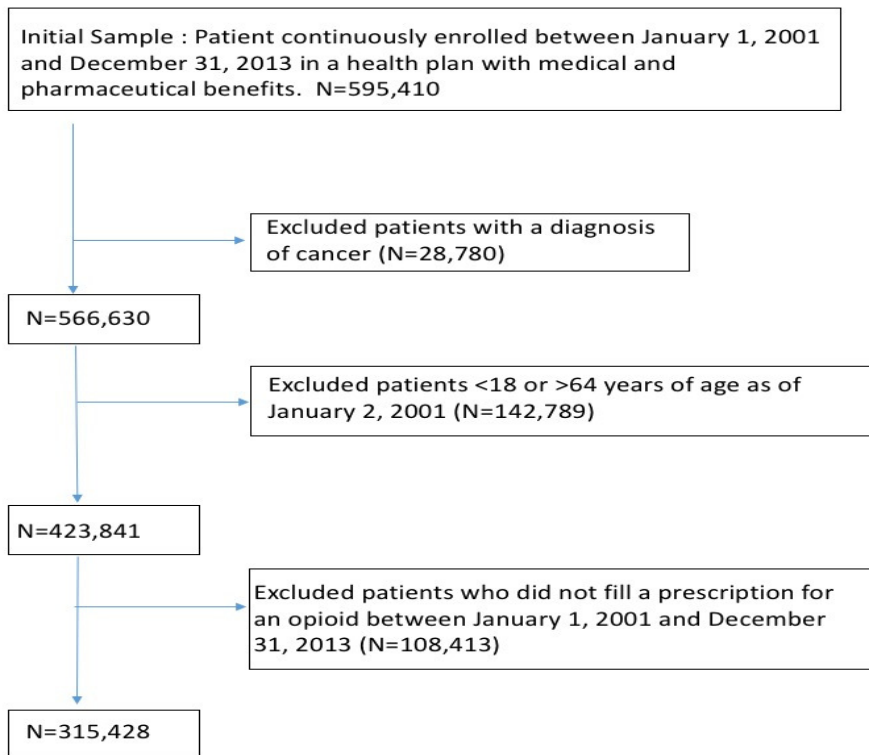 Initial Sample : Patient continuously enrolled between January 1, 2001
and December 31, 2013 in a health plan with medical and
pharmaceutical benefits.  N=595,410
Excluded patients with a diagnosis
of cancer (N=28,780)
N=566,630
Excluded patients <18 or >64 years of age as of
January 2, 2001 (N=142,789)
N=423,841
Excluded patients who did not fill a prescription for
an opioid between January 1, 2001 and December
31, 2013 (N=108,413)
N=315,428